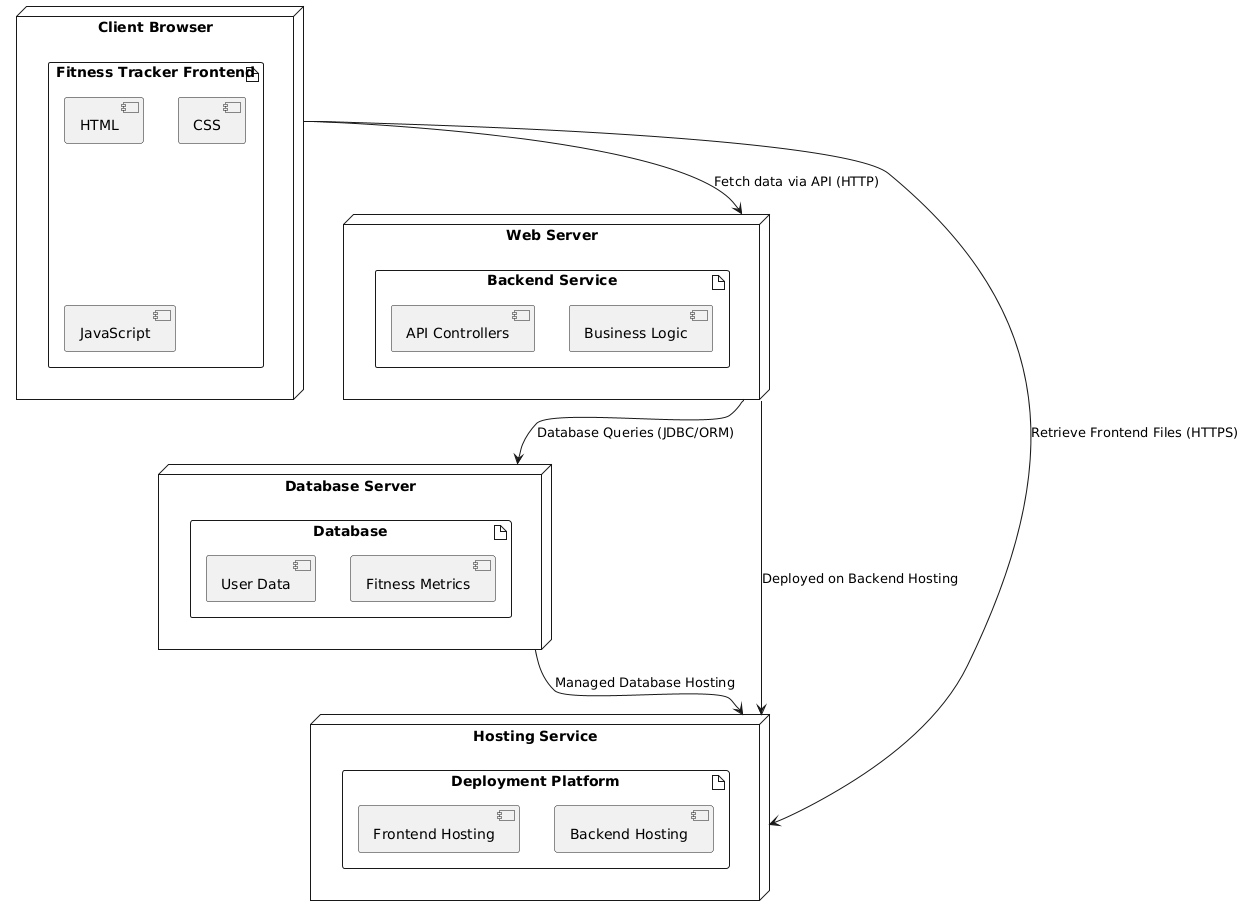 Client Browser
Fitness Tracker Frontend
HTML
CSS
JavaScript
Fetch data via API (HTTP)
Web Server
Backend Service
API Controllers
Business Logic
Retrieve Frontend Files (HTTPS)
Database Queries (JDBC/ORM)
Database Server
Database
User Data
Fitness Metrics
Deployed on Backend Hosting
Managed Database Hosting
Hosting Service
Deployment Platform
Frontend Hosting
Backend Hosting